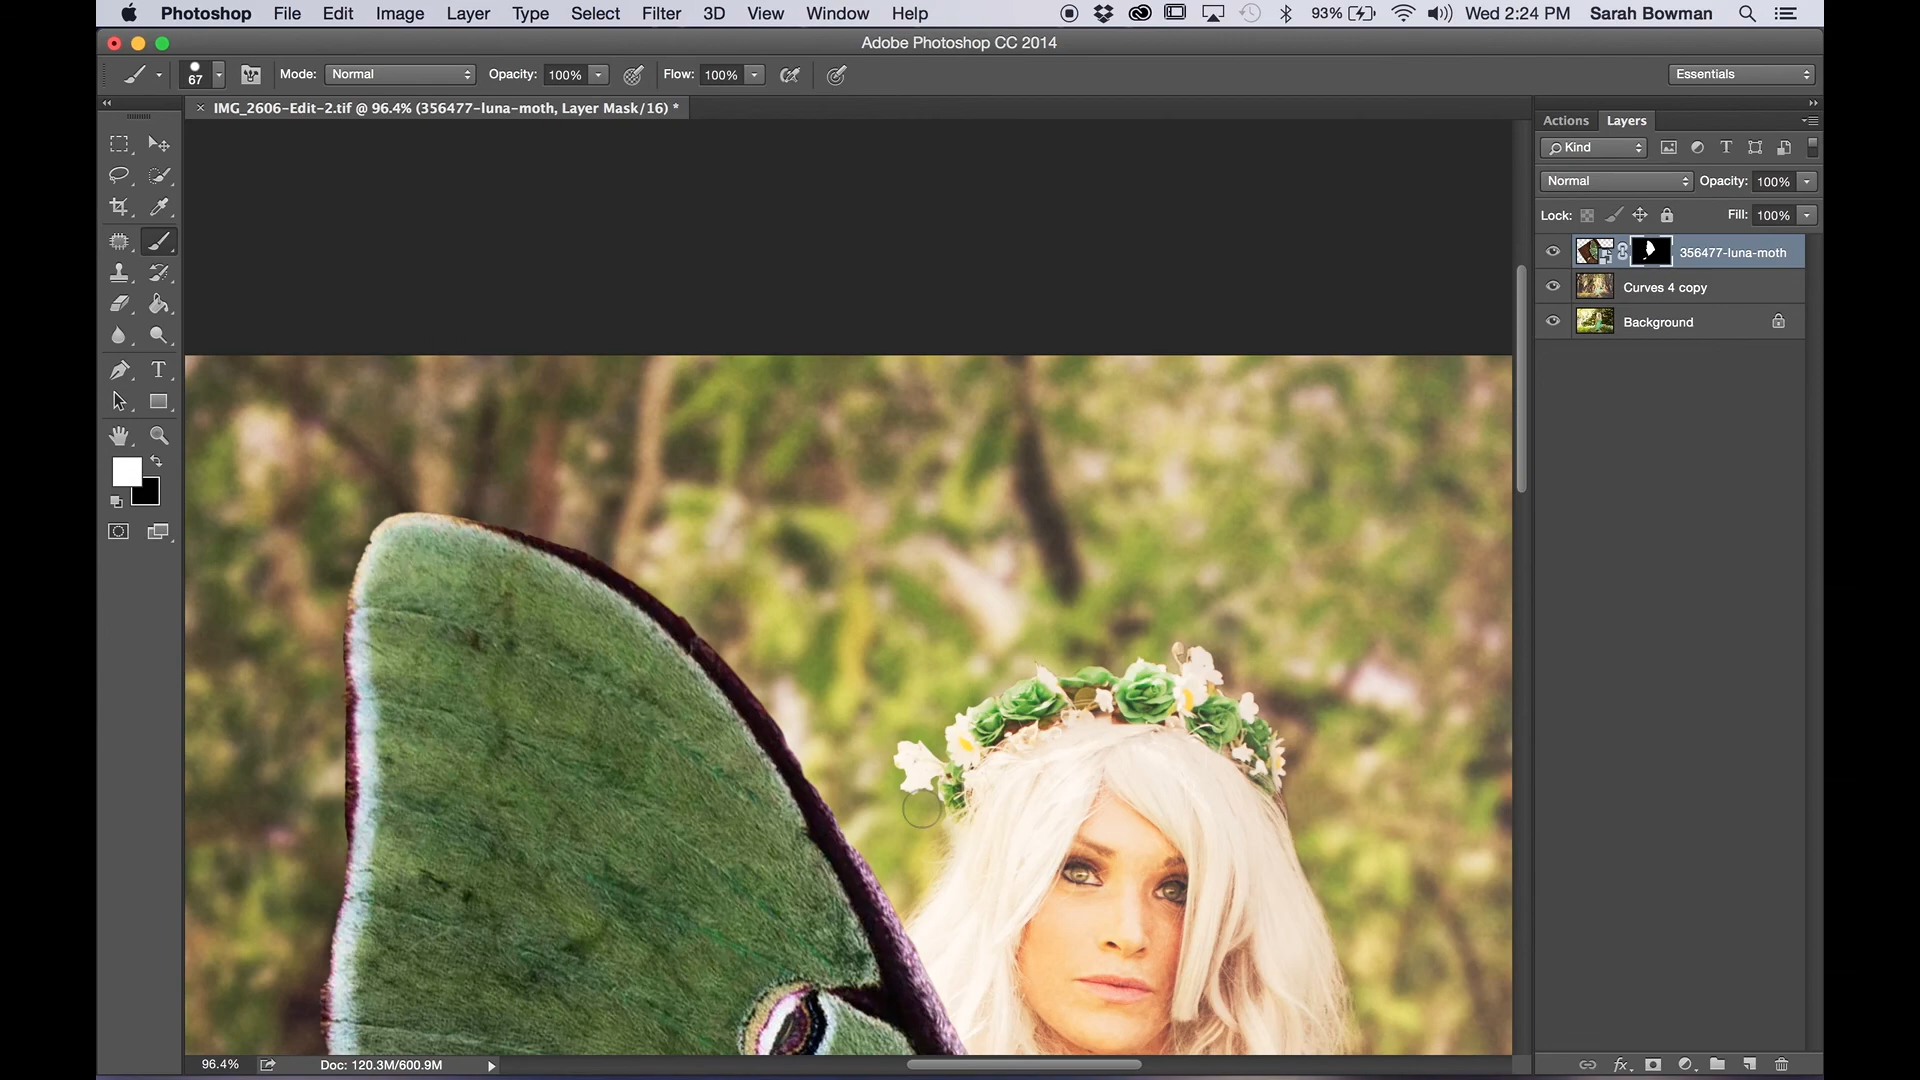 Photoshop File Edit Image Layer Type Select Filter 3D View Window Help 93% Wed 2:24 PM Sarah Bowman
Adobe Photoshop CC 2014
67 Mode: Normal Opacity: 100% Flow: 100% Essentials
× IMG_2606-Edit-2.tif @ 96.4% (356477-luna-moth, Layer Mask/16) *
Actions Layers
Kind
Normal Opacity: 100%
Lock: Fill: 100%
356477-luna-moth
Curves 4 copy
Background
96.4% Doc: 120.3M/600.9M